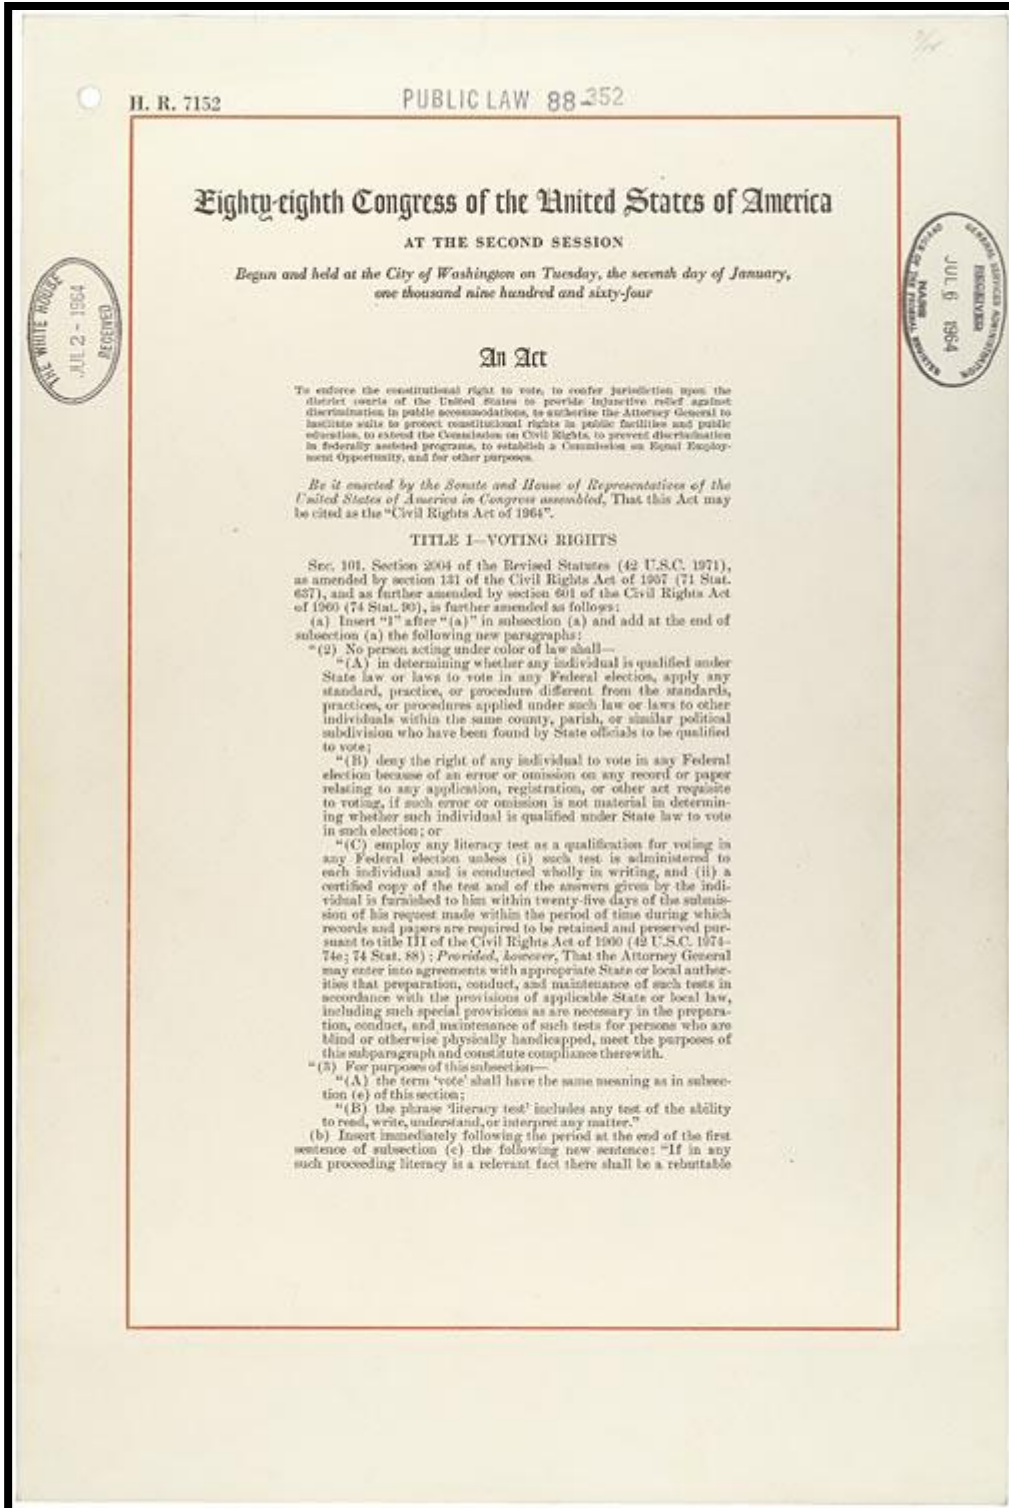 H. R. 7152
PUBLIC LAW 88-352
Eighty-eighth Congress of the United States of America
AT THE SECOND SESSION
Begun and held at the City of Washington on Tuesday, the seventh day of January,
one thousand nine hundred and sixty-four
THE WHITE HOUSE
JUL 2 - 1964
RECEIVED
GENERAL SERVICES ADMINISTRATION
RECEIVED
JUL 6 1964
NARS
OFFICE OF THE FEDERAL REGISTER
An Act
To enforce the constitutional right to vote, to confer jurisdiction upon the
district courts of the United States to provide injunctive relief against
discrimination in public accommodations, to authorize the Attorney General to
institute suits to protect constitutional rights in public facilities and public
education, to extend the Commission on Civil Rights, to prevent discrimination
in federally assisted programs, to establish a Commission on Equal Employ-
ment Opportunity, and for other purposes.
Be it enacted by the Senate and House of Representatives of the
United States of America in Congress assembled, That this Act may
be cited as the “Civil Rights Act of 1964”.
TITLE I—VOTING RIGHTS
SEC. 101. Section 2004 of the Revised Statutes (42 U.S.C. 1971),
as amended by section 131 of the Civil Rights Act of 1957 (71 Stat.
637), and as further amended by section 601 of the Civil Rights Act
of 1960 (74 Stat. 90), is further amended as follows:
(a) Insert “1” after “(a)” in subsection (a) and add at the end of
subsection (a) the following new paragraphs:
“(2) No person acting under color of law shall—
“(A) in determining whether any individual is qualified under
State law or laws to vote in any Federal election, apply any
standard, practice, or procedure different from the standards,
practices, or procedures applied under such law or laws to other
individuals within the same county, parish, or similar political
subdivision who have been found by State officials to be qualified
to vote;
“(B) deny the right of any individual to vote in any Federal
election because of an error or omission on any record or paper
relating to any application, registration, or other act requisite
to voting, if such error or omission is not material in determin-
ing whether such individual is qualified under State law to vote
in such election; or
“(C) employ any literacy test as a qualification for voting in
any Federal election unless (i) such test is administered to
each individual and is conducted wholly in writing, and (ii) a
certified copy of the test and of the answers given by the indi-
vidual is furnished to him within twenty-five days of the submis-
sion of his request made within the period of time during which
records and papers are required to be retained and preserved pur-
suant to title III of the Civil Rights Act of 1960 (42 U.S.C. 1974–
74e; 74 Stat. 88): Provided, however, That the Attorney General
may enter into agreements with appropriate State or local author-
ities that preparation, conduct, and maintenance of such tests in
accordance with the provisions of applicable State or local law,
including such special provisions as are necessary in the prepara-
tion, conduct, and maintenance of such tests for persons who are
blind or otherwise physically handicapped, meet the purposes of
this subparagraph and constitute compliance therewith.
“(3) For purposes of this subsection—
“(A) the term ‘vote’ shall have the same meaning as in subsec-
tion (e) of this section;
“(B) the phrase ‘literacy test’ includes any test of the ability
to read, write, understand, or interpret any matter.”
(b) Insert immediately following the period at the end of the first
sentence of subsection (c) the following new sentence: “If in any
such proceeding literacy is a relevant fact there shall be a rebuttable